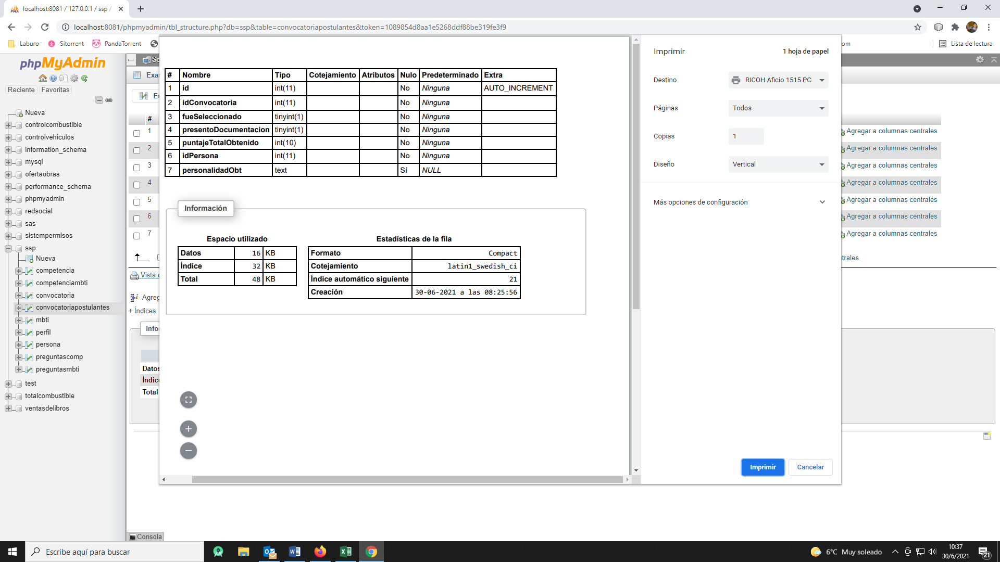 localhost:8081 / 127.0.0.1 / ssp /
localhost:8081/phpmyadmin/tbl_structure.php?db=ssp&table=convocatoriapostulantes&token=1089854d8aa1e5268ddf88be319fe3f9
Laburo
Sitorrent
PandaTorrent
Lista de lectura
phpMyAdmin
Reciente Favoritas
Nueva
controlcombustible
controlvehiculos
information_schema
mysql
ofertaobras
performance_schema
phpmyadmin
redsocial
sas
sistempermisos
ssp
Nueva
competencia
competenciambti
convocatoria
convocatoriapostulantes
mbti
perfil
persona
preguntascomp
preguntasmbti
test
totalcombustible
ventasdelibros
#
1
2
3
4
5
6
7
+ Índices
Total
Consola
# Nombre Tipo Cotejamiento Atributos Nulo Predeterminado Extra
1 id int(11) No Ninguna AUTO_INCREMENT
2 idConvocatoria int(11) No Ninguna
3 fueSeleccionado tinyint(1) No Ninguna
4 presentoDocumentacion tinyint(1) No Ninguna
5 puntajeTotalObtenido int(10) No Ninguna
6 idPersona int(11) No Ninguna
7 personalidadObt text Sí NULL
Información
Espacio utilizado
Datos 16 KB
Índice 32 KB
Total 48 KB
Estadísticas de la fila
Formato Compact
Cotejamiento latin1_swedish_ci
Índice automático siguiente 21
Creación 30-06-2021 a las 08:25:56
Imprimir 1 hoja de papel
Destino RICOH Aficio 1515 PC
Páginas Todos
Copias 1
Diseño Vertical
Más opciones de configuración
Imprimir Cancelar
Agregar a columnas centrales
Agregar a columnas centrales
Agregar a columnas centrales
Agregar a columnas centrales
Agregar a columnas centrales
Agregar a columnas centrales
Agregar a columnas centrales
Escribe aquí para buscar
6°C Muy soleado
10:37
30/6/2021
21